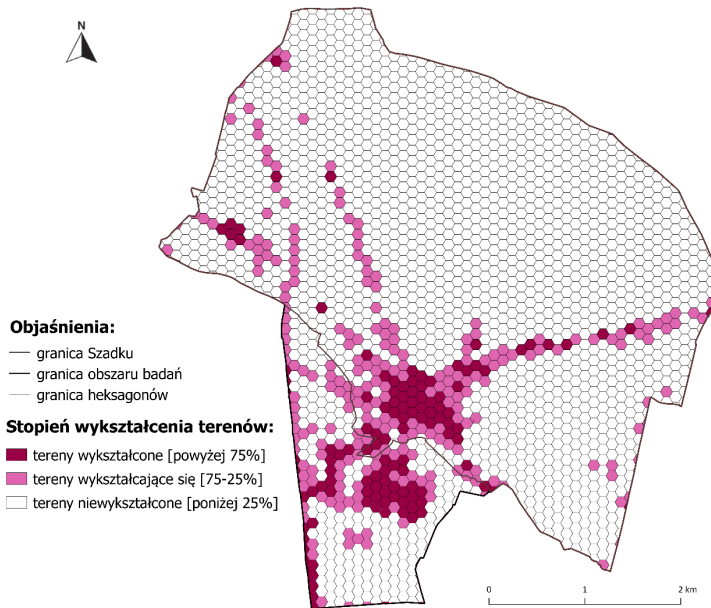 N
Objaśnienia:
granica Szadku
granica obszaru badań
granica heksagonów
Stopień wykształcenia terenów:
tereny wykształcone [powyżej 75%]
tereny wykształcające się [75-25%]
tereny niewykształcone [poniżej 25%]
0 1 2 km